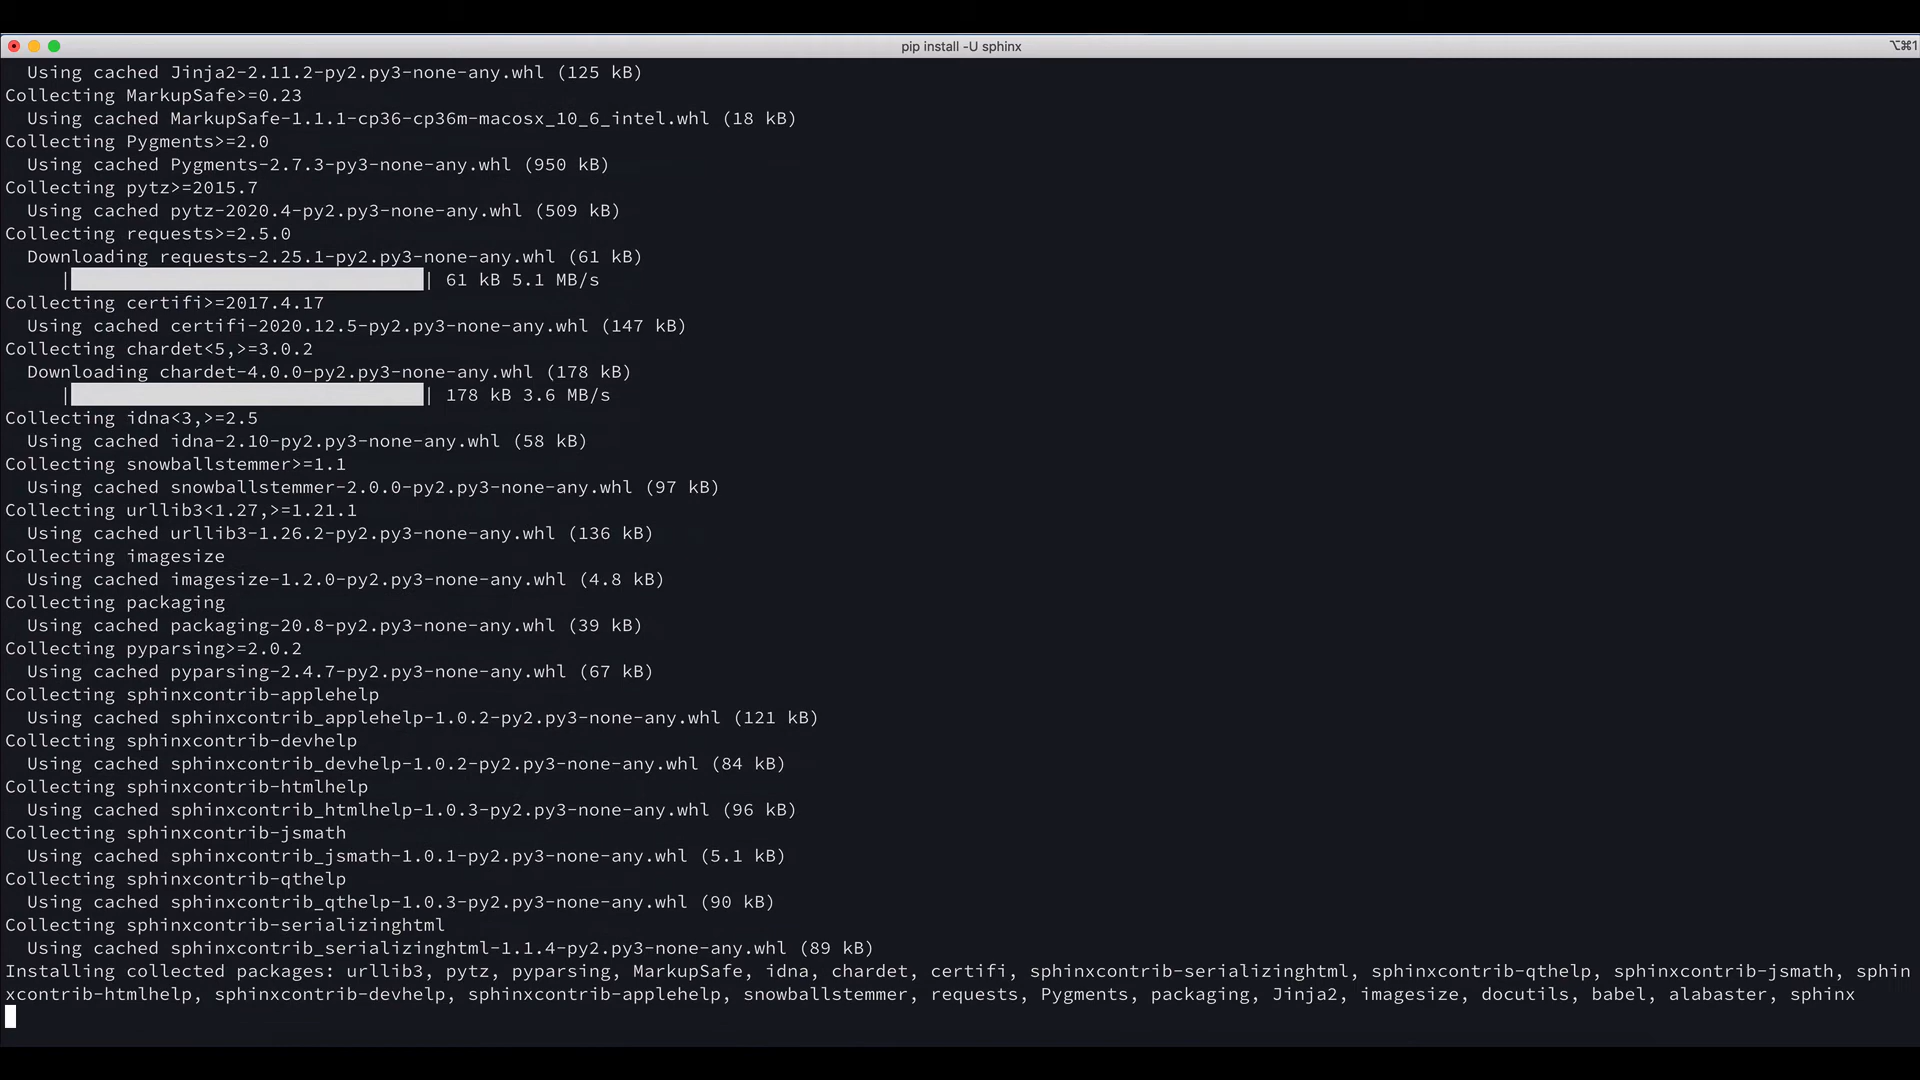 pip install -U sphinx
⌥⌘1
Using cached Jinja2-2.11.2-py2.py3-none-any.whl (125 kB)
Collecting MarkupSafe>=0.23
Using cached MarkupSafe-1.1.1-cp36-cp36m-macosx_10_6_intel.whl (18 kB)
Collecting Pygments>=2.0
Using cached Pygments-2.7.3-py3-none-any.whl (950 kB)
Collecting pytz>=2015.7
Using cached pytz-2020.4-py2.py3-none-any.whl (509 kB)
Collecting requests>=2.5.0
Downloading requests-2.25.1-py2.py3-none-any.whl (61 kB)
| | 61 kB 5.1 MB/s
Collecting certifi>=2017.4.17
Using cached certifi-2020.12.5-py2.py3-none-any.whl (147 kB)
Collecting chardet<5,>=3.0.2
Downloading chardet-4.0.0-py2.py3-none-any.whl (178 kB)
| | 178 kB 3.6 MB/s
Collecting idna<3,>=2.5
Using cached idna-2.10-py2.py3-none-any.whl (58 kB)
Collecting snowballstemmer>=1.1
Using cached snowballstemmer-2.0.0-py2.py3-none-any.whl (97 kB)
Collecting urllib3<1.27,>=1.21.1
Using cached urllib3-1.26.2-py2.py3-none-any.whl (136 kB)
Collecting imagesize
Using cached imagesize-1.2.0-py2.py3-none-any.whl (4.8 kB)
Collecting packaging
Using cached packaging-20.8-py2.py3-none-any.whl (39 kB)
Collecting pyparsing>=2.0.2
Using cached pyparsing-2.4.7-py2.py3-none-any.whl (67 kB)
Collecting sphinxcontrib-applehelp
Using cached sphinxcontrib_applehelp-1.0.2-py2.py3-none-any.whl (121 kB)
Collecting sphinxcontrib-devhelp
Using cached sphinxcontrib_devhelp-1.0.2-py2.py3-none-any.whl (84 kB)
Collecting sphinxcontrib-htmlhelp
Using cached sphinxcontrib_htmlhelp-1.0.3-py2.py3-none-any.whl (96 kB)
Collecting sphinxcontrib-jsmath
Using cached sphinxcontrib_jsmath-1.0.1-py2.py3-none-any.whl (5.1 kB)
Collecting sphinxcontrib-qthelp
Using cached sphinxcontrib_qthelp-1.0.3-py2.py3-none-any.whl (90 kB)
Collecting sphinxcontrib-serializinghtml
Using cached sphinxcontrib_serializinghtml-1.1.4-py2.py3-none-any.whl (89 kB)
Installing collected packages: urllib3, pytz, pyparsing, MarkupSafe, idna, chardet, certifi, sphinxcontrib-serializinghtml, sphinxcontrib-qthelp, sphinxcontrib-jsmath, sphin
xcontrib-htmlhelp, sphinxcontrib-devhelp, sphinxcontrib-applehelp, snowballstemmer, requests, Pygments, packaging, Jinja2, imagesize, docutils, babel, alabaster, sphinx